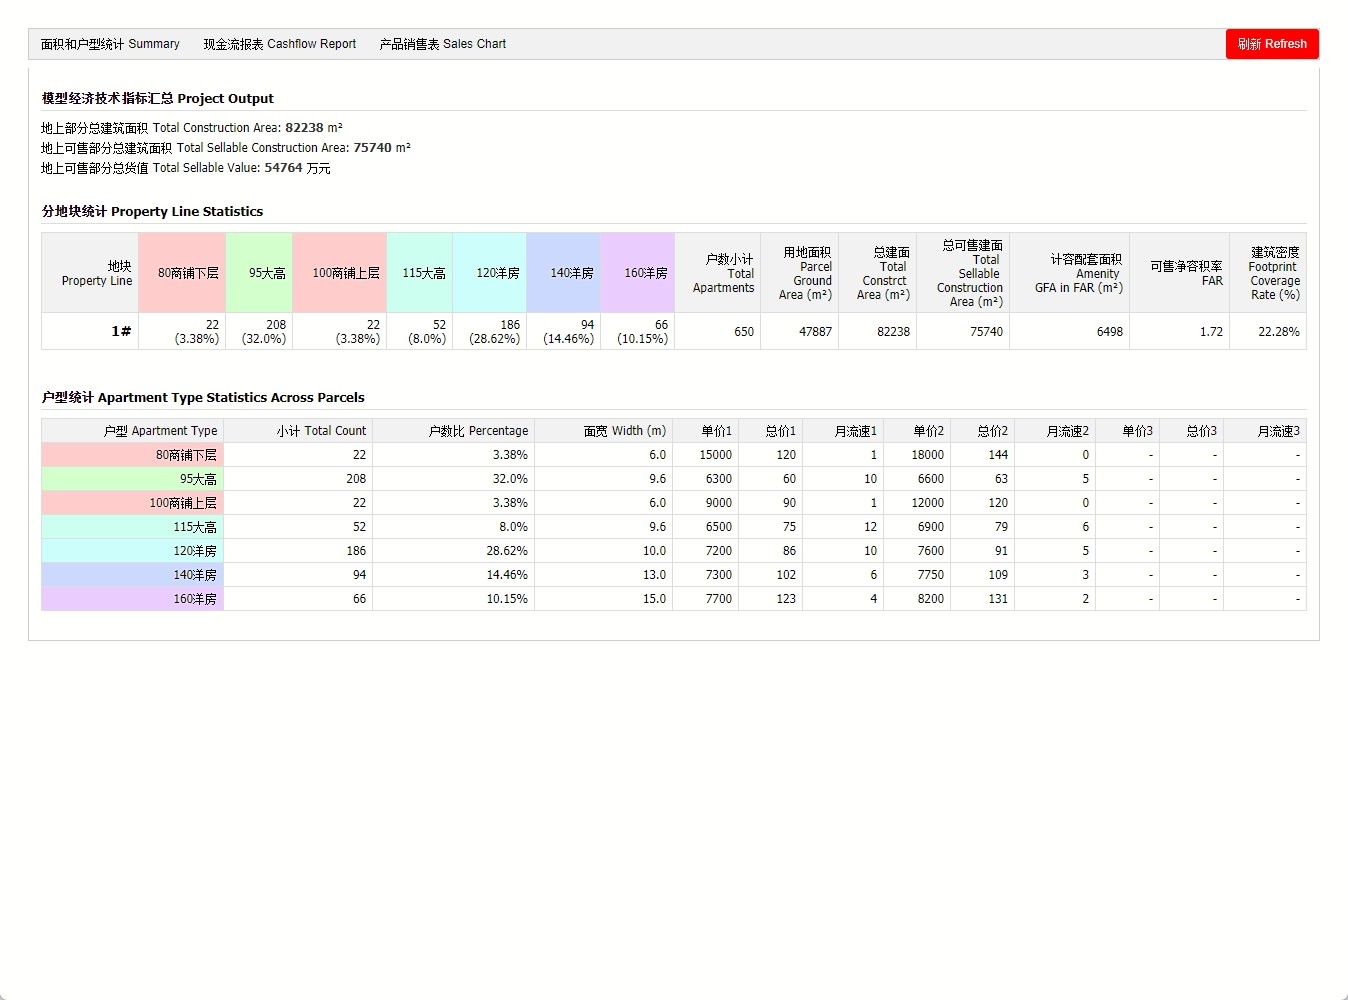 面积和户型统计 Summary 现金流报表 Cashflow Report 产品销售表 Sales Chart 刷新 Refresh
模型经济技术指标汇总 Project Output
地上部分总建筑面积 Total Construction Area: 82238 m²
地上可售部分总建筑面积 Total Sellable Construction Area: 75740 m²
地上可售部分总货值 Total Sellable Value: 54764 万元
分地块统计 Property Line Statistics
地块 Property Line 80商铺下层 95大高 100商铺上层 115大高 120洋房 140洋房 160洋房 户数小计 Total Apartments 用地面积 Parcel Ground Area (m²) 总建面 Total Constrct Area (m²) 总可售建面 Total Sellable Construction Area (m²) 计容配套面积 Amenity GFA in FAR (m²) 可售净容积率 FAR 建筑密度 Footprint Coverage Rate (%)
1# 22 (3.38%) 208 (32.0%) 22 (3.38%) 52 (8.0%) 186 (28.62%) 94 (14.46%) 66 (10.15%) 650 47887 82238 75740 6498 1.72 22.28%
户型统计 Apartment Type Statistics Across Parcels
户型 Apartment Type 小计 Total Count 户数比 Percentage 面宽 Width (m) 单价1 总价1 月流速1 单价2 总价2 月流速2 单价3 总价3 月流速3
80商铺下层 22 3.38% 6.0 15000 120 1 18000 144 0 - - -
95大高 208 32.0% 9.6 6300 60 10 6600 63 5 - - -
100商铺上层 22 3.38% 6.0 9000 90 1 12000 120 0 - - -
115大高 52 8.0% 9.6 6500 75 12 6900 79 6 - - -
120洋房 186 28.62% 10.0 7200 86 10 7600 91 5 - - -
140洋房 94 14.46% 13.0 7300 102 6 7750 109 3 - - -
160洋房 66 10.15% 15.0 7700 123 4 8200 131 2 - - -